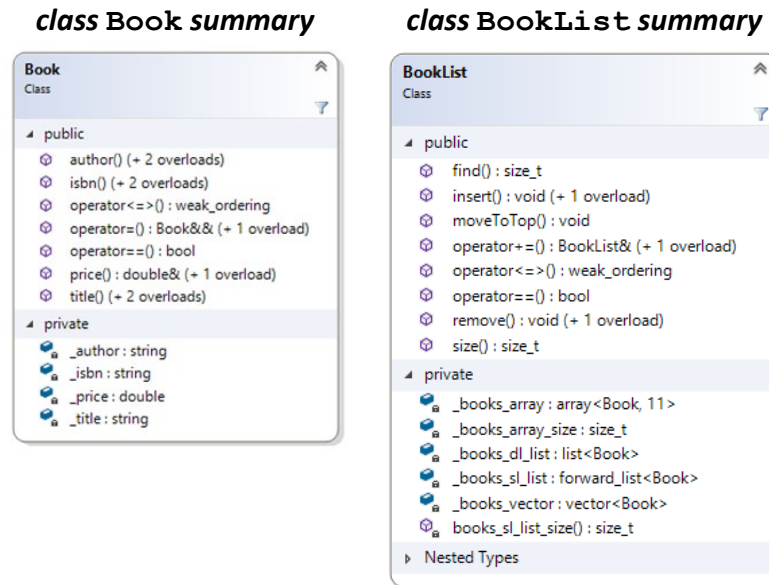 class Book summary
Book
Class
public
author() (+ 2 overloads)
isbn() (+ 2 overloads)
operator<=>() : weak_ordering
operator=() : Book&& (+ 1 overload)
operator==() : bool
price() : double& (+ 1 overload)
title() (+ 2 overloads)
private
_author : string
_isbn : string
_price : double
_title : string
class BookList summary
BookList
Class
public
find() : size_t
insert() : void (+ 1 overload)
moveToTop() : void
operator+=() : BookList& (+ 1 overload)
operator<=>() : weak_ordering
operator==() : bool
remove() : void (+ 1 overload)
size() : size_t
private
_books_array : array<Book, 11>
_books_array_size : size_t
_books_dl_list : list<Book>
_books_sl_list : forward_list<Book>
_books_vector : vector<Book>
books_sl_list_size() : size_t
Nested Types